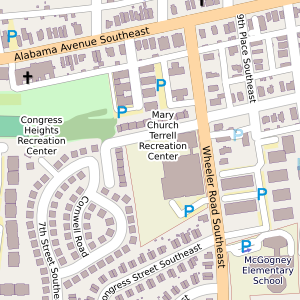 Alabama Avenue Southeast
P
9th Place Southeast
P
P
Congress
Heights
Recreation
Center
Mary
Church
Terrell
Recreation
Center
P
Wheeler Road Southeast
Cornwell Road
7th Street Southe
P
P
Congress Street Southeast
P
McGogney
Elementary
School